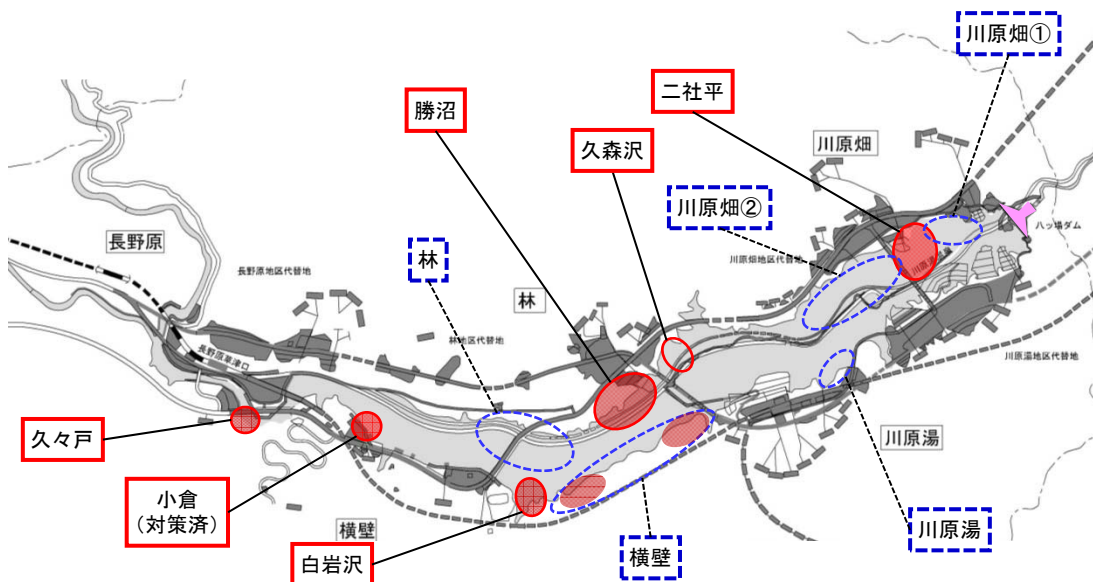 川原畑①
二社平
勝沼
久森沢
川原畑
川原畑②
八ッ場ダム
長野原
林
川原畑地区代替地
長野原地区代替地
林
林地区代替地
長野原草津口
川原湯地区代替地
久々戸
川原湯
小倉
(対策済)
横壁
白岩沢
横壁
川原湯